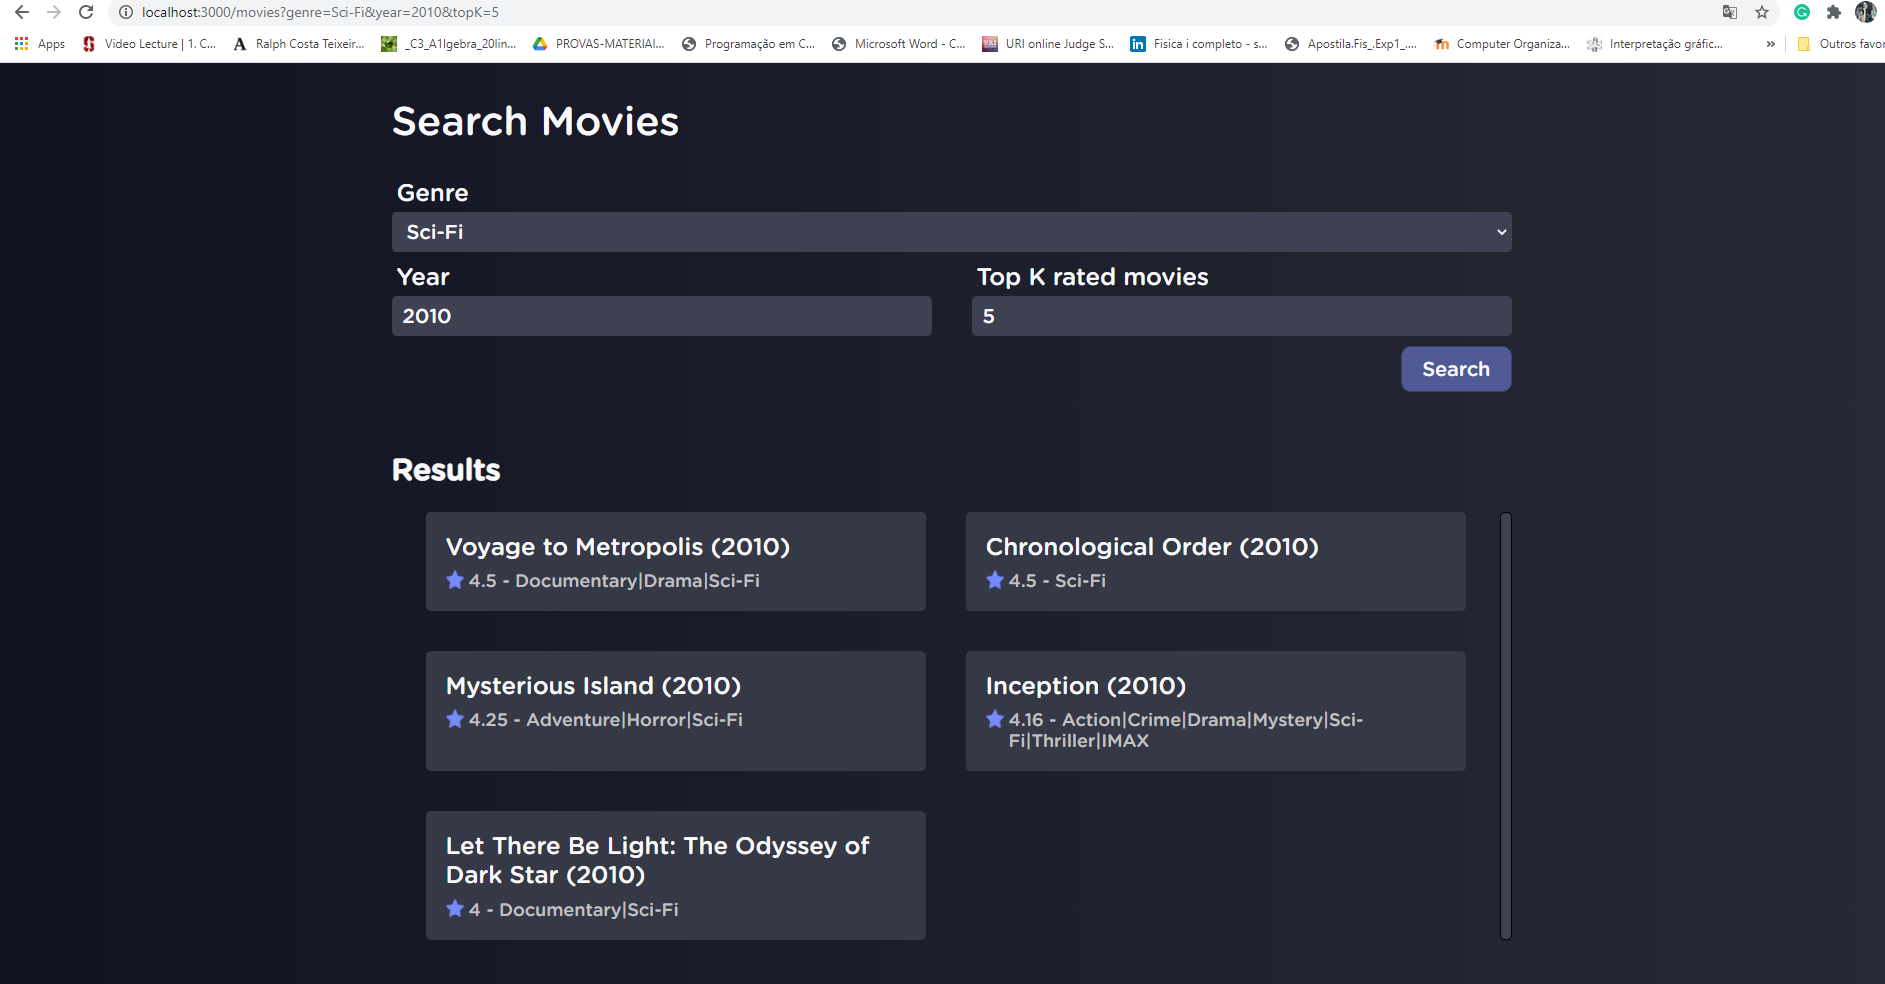 localhost:3000/movies?genre=Sci-Fi&year=2010&topK=5
Apps Video Lecture | 1. C... Ralph Costa Teixeir... _C3_A1lgebra_20lin... PROVAS-MATERIAI... Programação em C... Microsoft Word - C... URI online Judge S... Fisica i completo - s... Apostila.Fis_.Exp1_.... Computer Organiza... Interpretação gráfic... » Outros favor
Search Movies
Genre
Sci-Fi
Year Top K rated movies
2010 5
Search
Results
Voyage to Metropolis (2010)
4.5 - Documentary|Drama|Sci-Fi
Chronological Order (2010)
4.5 - Sci-Fi
Mysterious Island (2010)
4.25 - Adventure|Horror|Sci-Fi
Inception (2010)
4.16 - Action|Crime|Drama|Mystery|Sci-
Fi|Thriller|IMAX
Let There Be Light: The Odyssey of
Dark Star (2010)
4 - Documentary|Sci-Fi